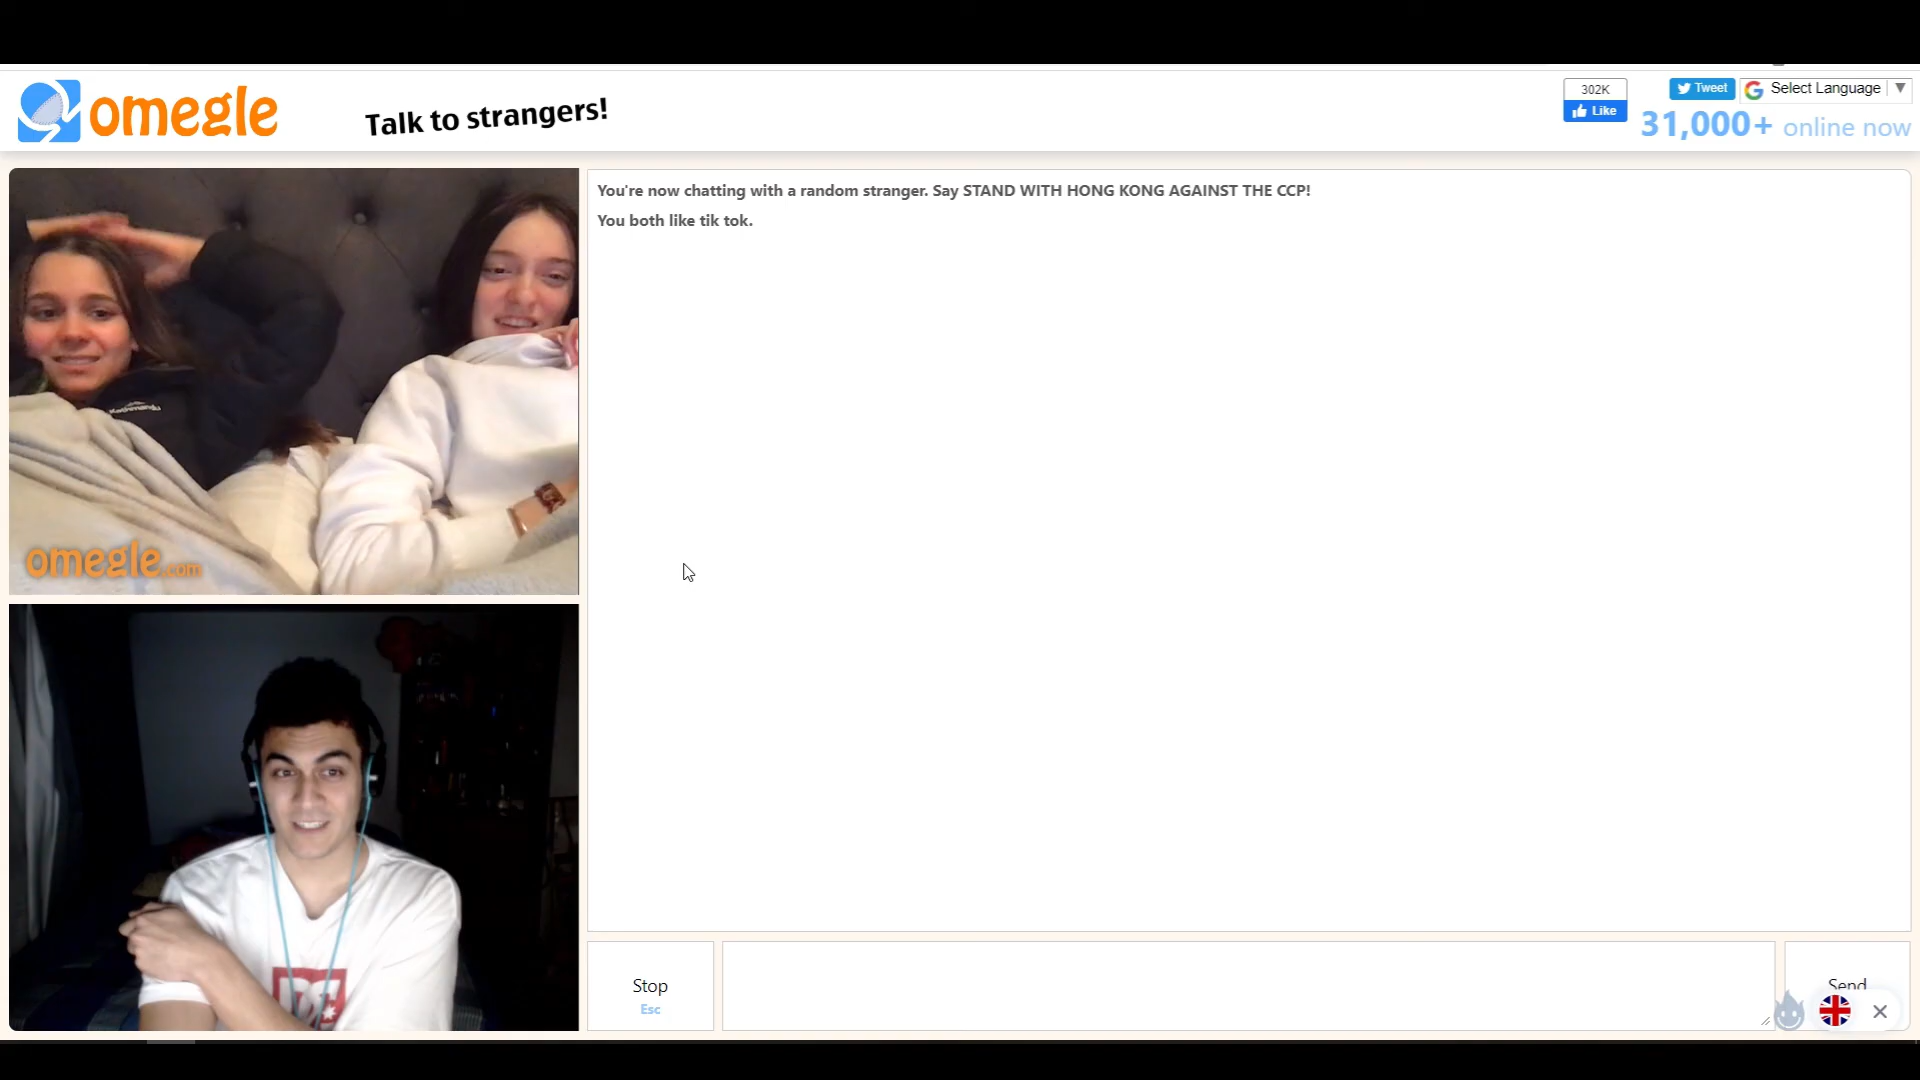 omegle
Talk to strangers!
302K
Like
Tweet
Select Language
31,000+ online now
You're now chatting with a random stranger. Say STAND WITH HONG KONG AGAINST THE CCP!
You both like tik tok.
kathmandu
omegle.com
DC
Stop
Esc
Send